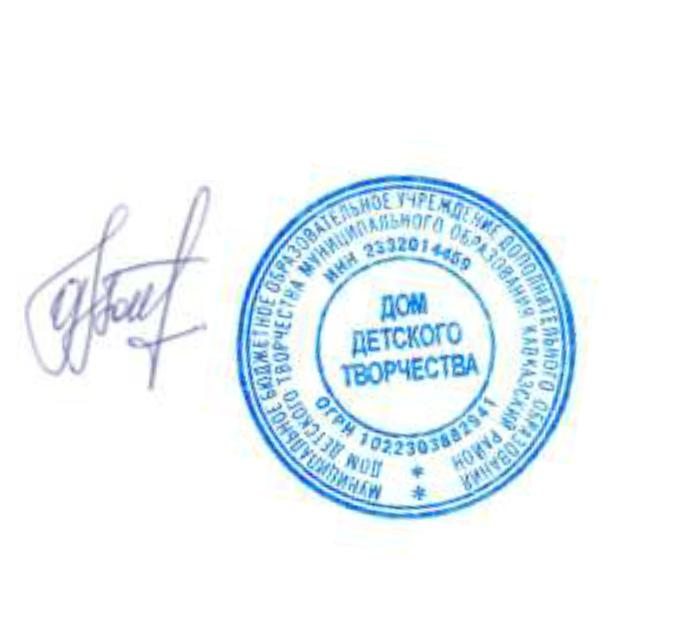 МУНИЦИПАЛЬНОЕ БЮДЖЕТНОЕ ОБРАЗОВАТЕЛЬНОЕ УЧРЕЖДЕНИЕ ДОПОЛНИТЕЛЬНОГО ОБРАЗОВАНИЯ
ДОМ ДЕТСКОГО ТВОРЧЕСТВА МУНИЦИПАЛЬНОГО ОБРАЗОВАНИЯ КАВКАЗСКИЙ РАЙОН
ИНН 2332014459
ДОМ
ДЕТСКОГО
ТВОРЧЕСТВА
ОГРН 1022303882941